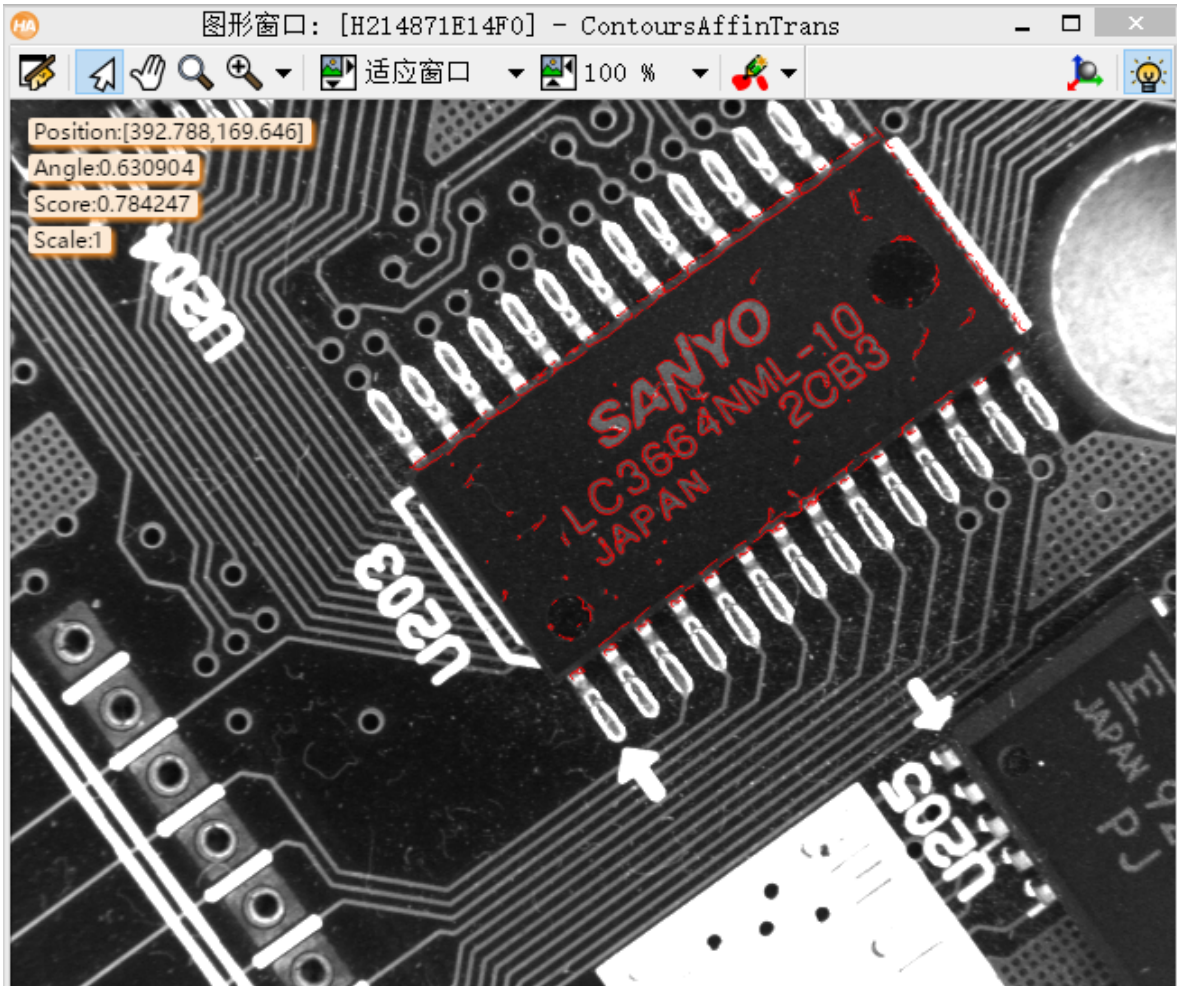 图形窗口: [H214871E14F0] - ContoursAffinTrans
适应窗口
100 %
Position:[392.788,169.646]
Angle:0.630904
Score:0.784247
Scale:1
SANYO
LC3664NML-10
JAPAN 2CB3
U203
U205
JAPAN
PJ